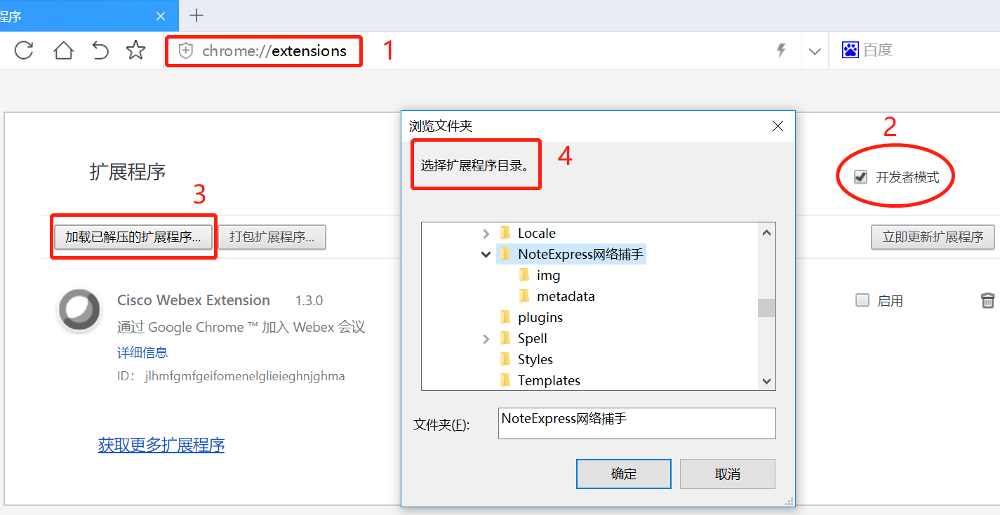 程序
chrome://extensions
1
百度
浏览文件夹
2
选择扩展程序目录。
4
扩展程序
开发者模式
3
加载已解压的扩展程序...
打包扩展程序...
立即更新扩展程序
Locale
NoteExpress网络捕手
img
metadata
plugins
Spell
Styles
Templates
Cisco Webex Extension 1.3.0
启用
通过 Google Chrome ™ 加入 Webex 会议
详细信息
ID： jlhmfgmfgeifomenelglieieghnjghma
文件夹(F):
NoteExpress网络捕手
获取更多扩展程序
确定
取消